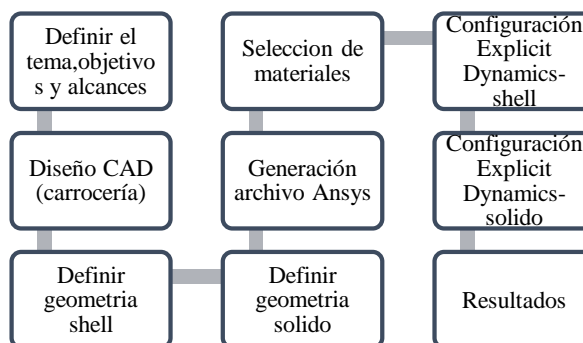 Definir el
tema,objetivo
s y alcances
Diseño CAD
(carrocería)
Definir
geometria
shell
Definir
geometria
solido
Generación
archivo Ansys
Seleccion de
materiales
Configuración
Explicit
Dynamics-
shell
Configuración
Explicit
Dynamics-
solido
Resultados